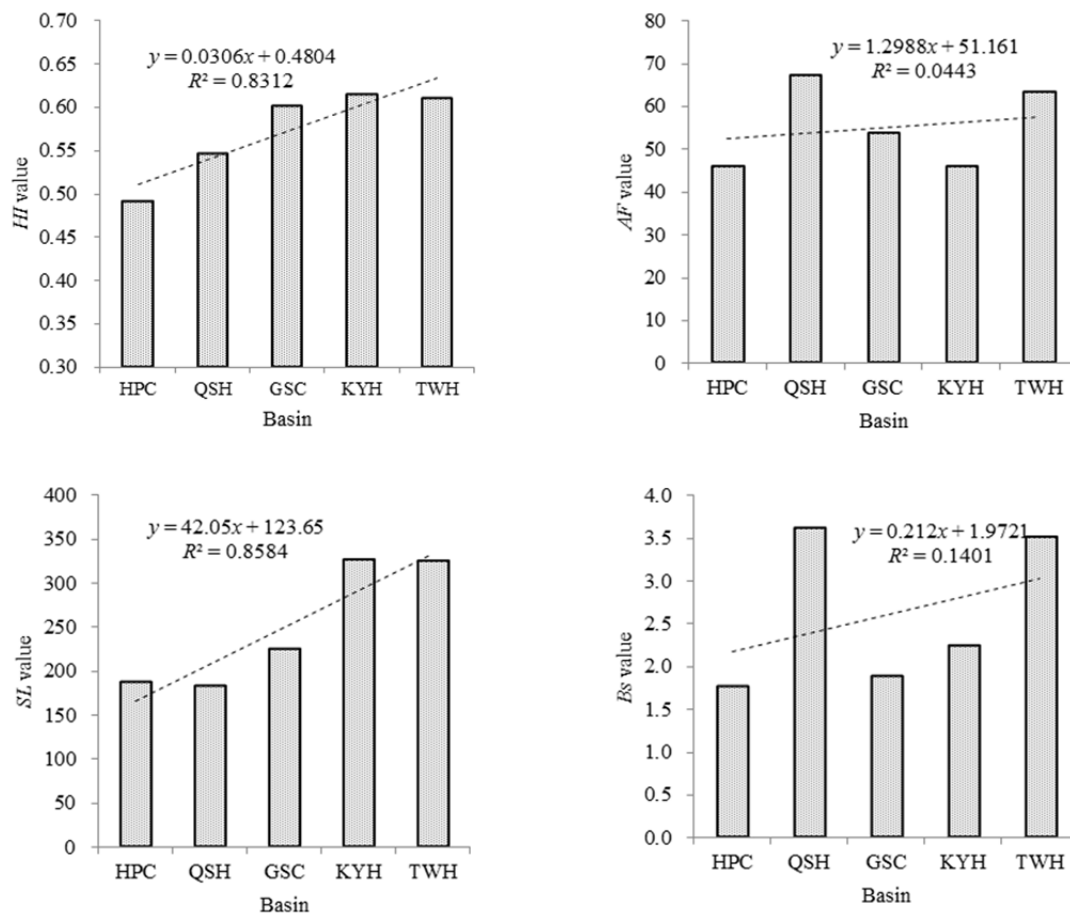 y = 0.0306x + 0.4804
R² = 0.8312
0.70
0.65
0.60
0.55
0.50
0.45
0.40
0.35
0.30
HI value
HPC QSH GSC KYH TWH
Basin
y = 1.2988x + 51.161
R² = 0.0443
80
70
60
50
40
30
20
10
0
AF value
HPC QSH GSC KYH TWH
Basin
y = 42.05x + 123.65
R² = 0.8584
400
350
300
250
200
150
100
50
0
SL value
HPC QSH GSC KYH TWH
Basin
y = 0.212x + 1.9721
R² = 0.1401
4.0
3.5
3.0
2.5
2.0
1.5
1.0
0.5
0.0
Bs value
HPC QSH GSC KYH TWH
Basin